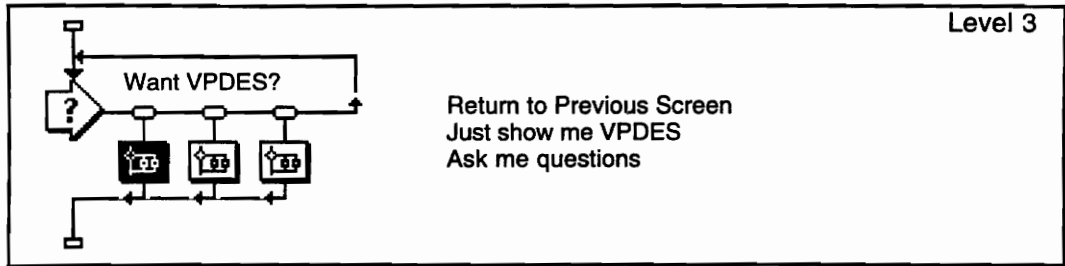 Level 3
Want VPDES?
?
Return to Previous Screen
Just show me VPDES
Ask me questions